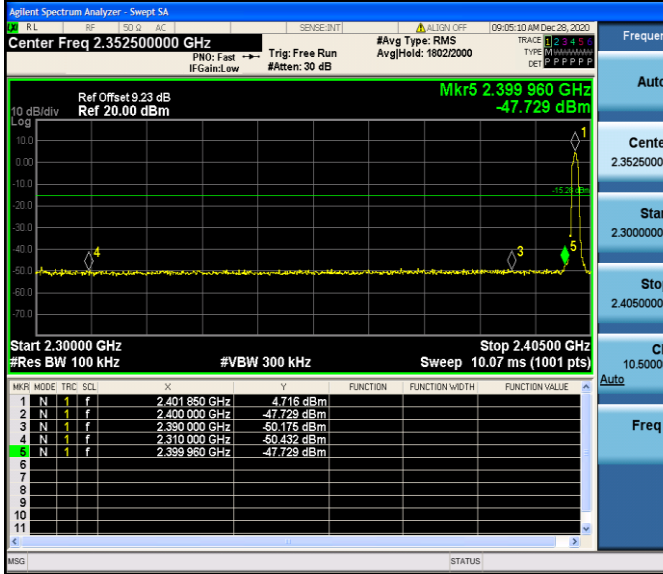 Agilent Spectrum Analyzer - Swept SA
RL RF 50 Ω AC SENSE:INT ALIGN OFF 09:05:10 AM Dec 28, 2020
Center Freq 2.352500000 GHz
PNO: Fast
IFGain:Low
Trig: Free Run
#Atten: 30 dB
#Avg Type: RMS
Avg|Hold: 1802/2000
TRACE 1 2 3 4 5 6
TYPE M
DET P P P P P P
Frequen
Ref Offset 9.23 dB
10 dB/div Ref 20.00 dBm
Log
Mkr5 2.399 960 GHz
-47.729 dBm
10.0
0.00
-10.0
-20.0
-30.0
-40.0
-50.0
-60.0
-70.0
1
-15.28 dBm
4
3
5
Start 2.30000 GHz Stop 2.40500 GHz
#Res BW 100 kHz #VBW 300 kHz Sweep 10.07 ms (1001 pts)
MKR MODE TRC SCL X Y FUNCTION FUNCTION WIDTH FUNCTION VALUE
1 N 1 f 2.401 850 GHz 4.716 dBm
2 N 1 f 2.400 000 GHz -47.729 dBm
3 N 1 f 2.390 000 GHz -50.175 dBm
4 N 1 f 2.310 000 GHz -50.432 dBm
5 N 1 f 2.399 960 GHz -47.729 dBm
6
7
8
9
10
11
MSG STATUS
Auto
Cente
2.3525000
Star
2.3000000
Stop
2.4050000
C
10.5000
Auto
Freq